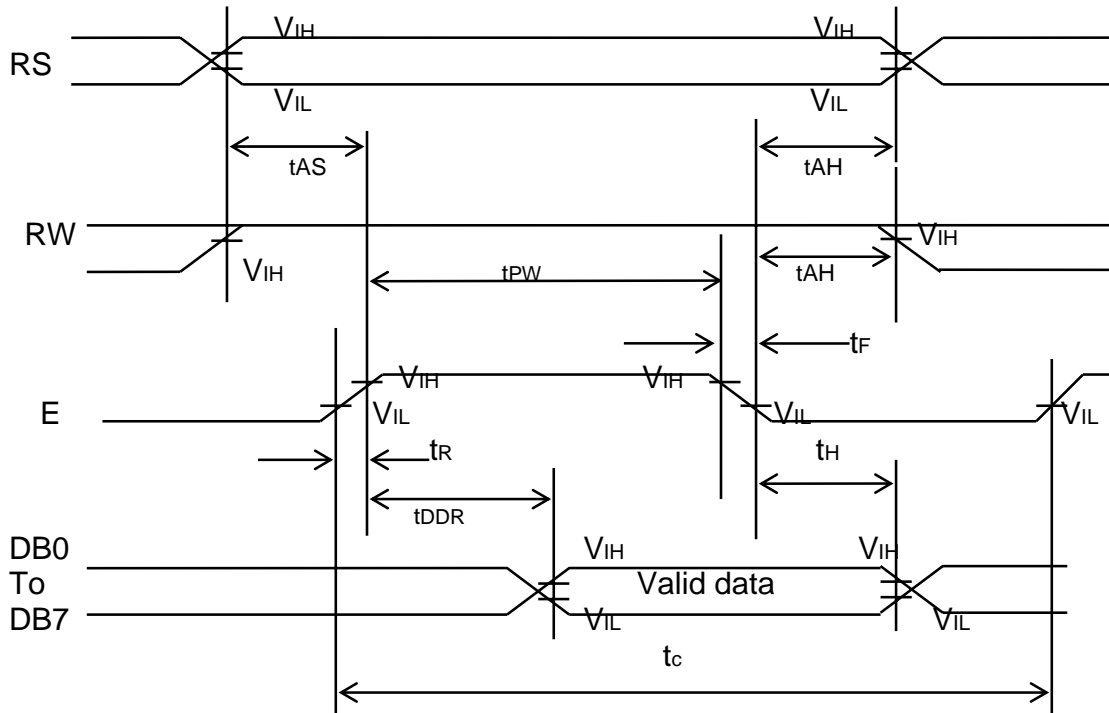 VIH VIH
RS
VIL VIL
tAS tAH
RW VIH
VIH tPW tAH
tF
VIH VIH
E VIL VIL VIL
tR tH
tDDR
DB0 VIH VIH
To Valid data
DB7 VIL VIL
tc